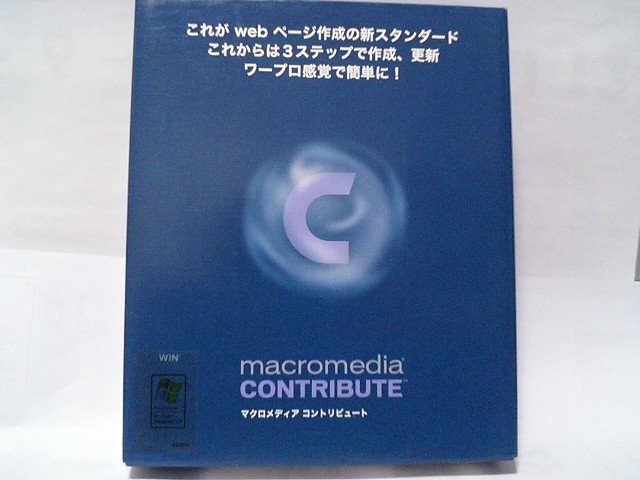 これが web ページ作成の新スタンダード
これからは3ステップで作成、更新
ワープロ感覚で簡単に!
C
WIN
macromedia®
CONTRIBUTE™
マクロメディア コントリビュート